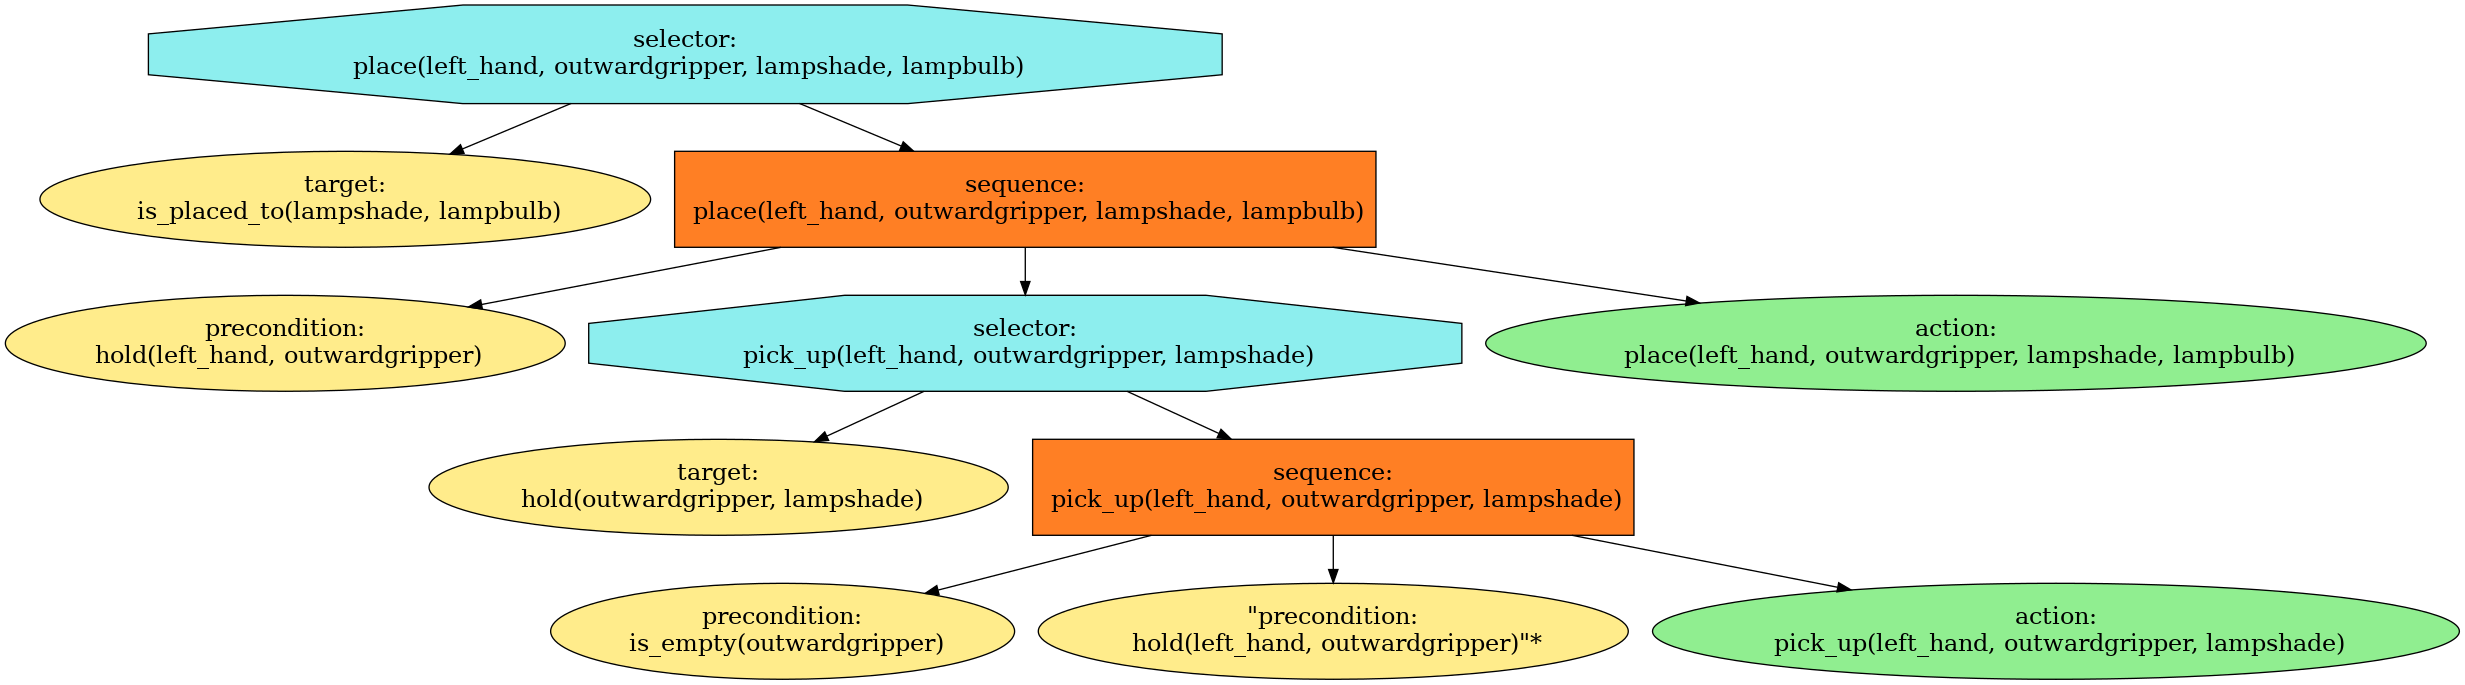 selector:
place(left_hand, outwardgripper, lampshade, lampbulb)
target:
is_placed_to(lampshade, lampbulb)
sequence:
place(left_hand, outwardgripper, lampshade, lampbulb)
precondition:
hold(left_hand, outwardgripper)
selector:
pick_up(left_hand, outwardgripper, lampshade)
action:
place(left_hand, outwardgripper, lampshade, lampbulb)
target:
hold(outwardgripper, lampshade)
sequence:
pick_up(left_hand, outwardgripper, lampshade)
precondition:
is_empty(outwardgripper)
"precondition:
hold(left_hand, outwardgripper)"*
action:
pick_up(left_hand, outwardgripper, lampshade)